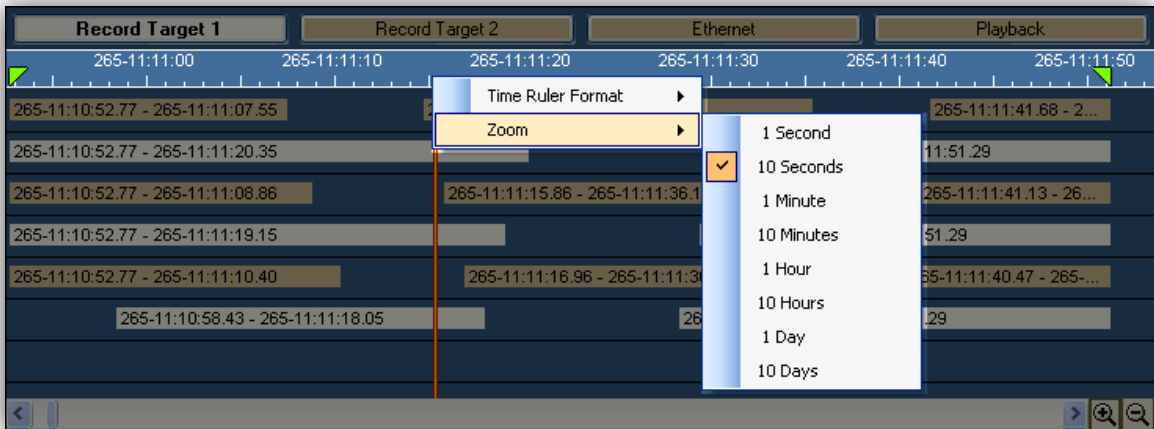 Record Target 1 Record Target 2 Ethernet Playback
265-11:11:00 265-11:11:10 265-11:11:20 265-11:11:30 265-11:11:40 265-11:11:50
Time Ruler Format
265-11:10:52.77 - 265-11:11:07.55 265-11:11:41.68 - 2...
Zoom
1 Second
265-11:10:52.77 - 265-11:11:20.35 11:51.29
10 Seconds
265-11:10:52.77 - 265-11:11:08.86 265-11:11:15.86 - 265-11:11:36.1 265-11:11:41.13 - 26...
1 Minute
265-11:10:52.77 - 265-11:11:19.15 51.29
10 Minutes
265-11:10:52.77 - 265-11:11:10.40 265-11:11:16.96 - 265-11:11:3 65-11:11:40.47 - 265-...
1 Hour
10 Hours
265-11:10:58.43 - 265-11:11:18.05 26 .29
1 Day
10 Days